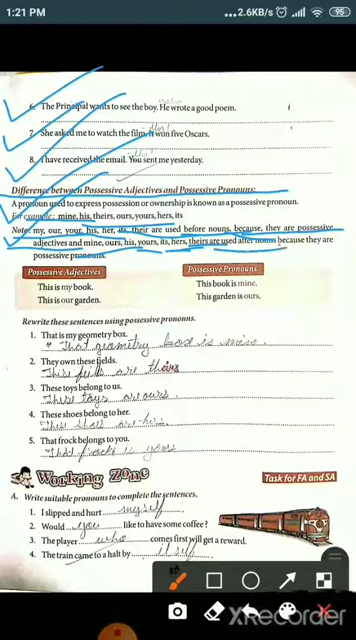 1:21 PM ...2.6KB/s 95
6. The Principal wants to see the boy. He wrote a good poem.
7. She asked me to watch the film. It won five Oscars.
8. I have received the email. You sent me yesterday.
Difference between Possessive Adjectives and Possessive Pronouns:
A pronoun used to express possession or ownership is known as a possessive pronoun.
For example: mine, his, theirs, ours, yours, hers, its
Note: my, our, your, his, her, its, their are used before nouns, because, they are possessive
adjectives and mine, ours, his, yours, its, hers, theirs are used after nouns because they are
possessive pronouns.
Possessive Adjectives Possessive Pronouns
This is my book. This book is mine.
This is our garden. This garden is ours.
Rewrite these sentences using possessive pronouns.
1. That is my geometry box.
That geometry box is mine.
2. They own these fields.
are theirs
3. These toys belong to us.
These toys are ours.
4. These shoes belong to her.
are hers.
5. That frock belongs to you.
is yours
Working Zone Task for FA and SA
A. Write suitable pronouns to complete the sentences.
1. I slipped and hurt myself
2. Would you like to have some coffee?
3. The player who comes first will get a reward.
4. The train came to a halt by itself
XRECORDER